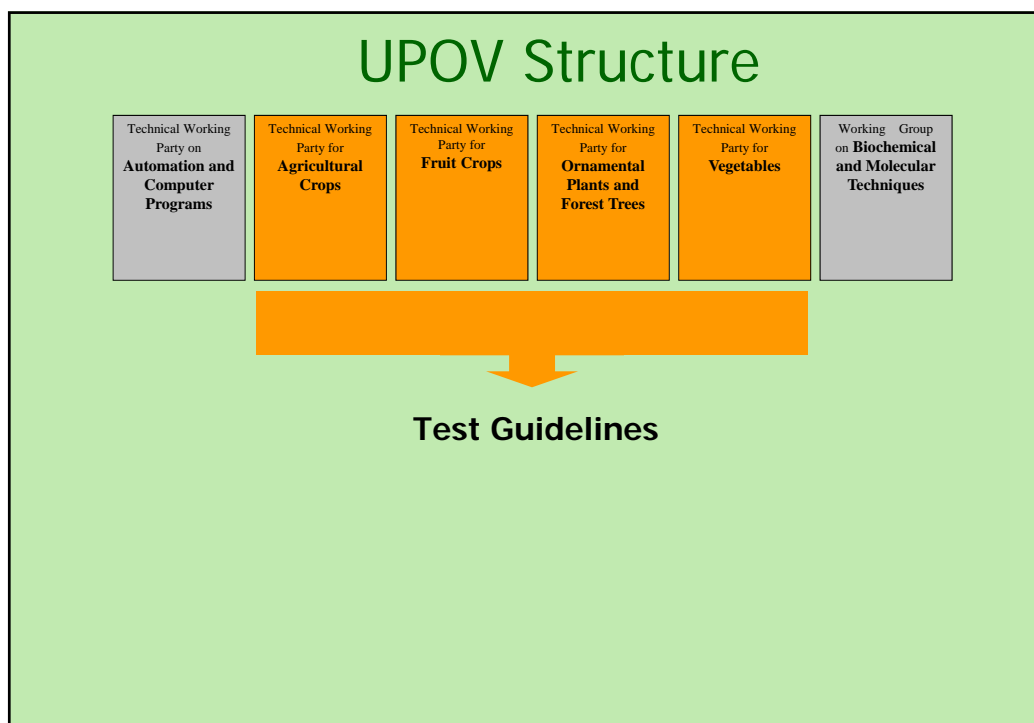 UPOV Structure
Technical Working
Party on
Automation and
Computer
Programs
Technical Working
Party for
Agricultural
Crops
Technical Working
Party for
Fruit Crops
Technical Working
Party for
Ornamental
Plants and
Forest Trees
Technical Working
Party for
Vegetables
Working Group
on Biochemical
and Molecular
Techniques
Test Guidelines